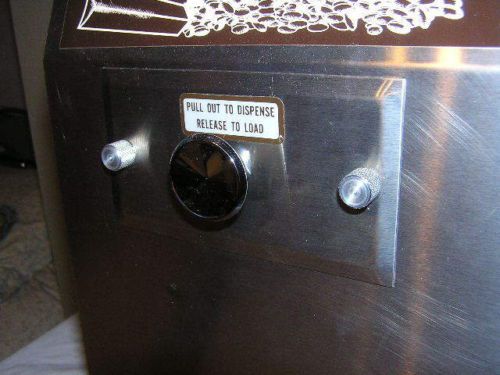 PULL OUT TO DISPENSE
RELEASE TO LOAD